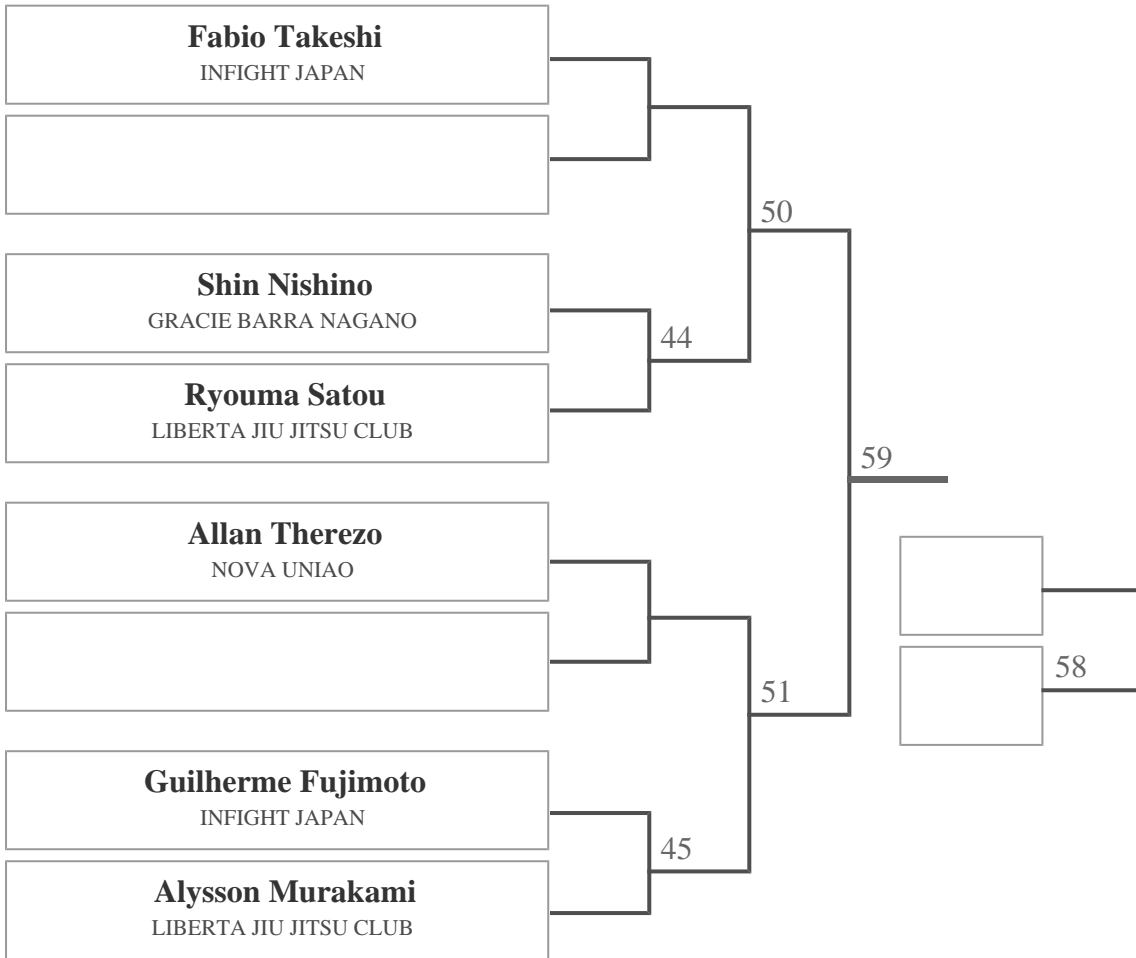 Fabio Takeshi
INFIGHT JAPAN
50
Shin Nishino
GRACIE BARRA NAGANO
44
Ryouma Satou
LIBERTA JIU JITSU CLUB
59
Allan Therezo
NOVA UNIAO
58
51
Guilherme Fujimoto
INFIGHT JAPAN
45
Alysson Murakami
LIBERTA JIU JITSU CLUB